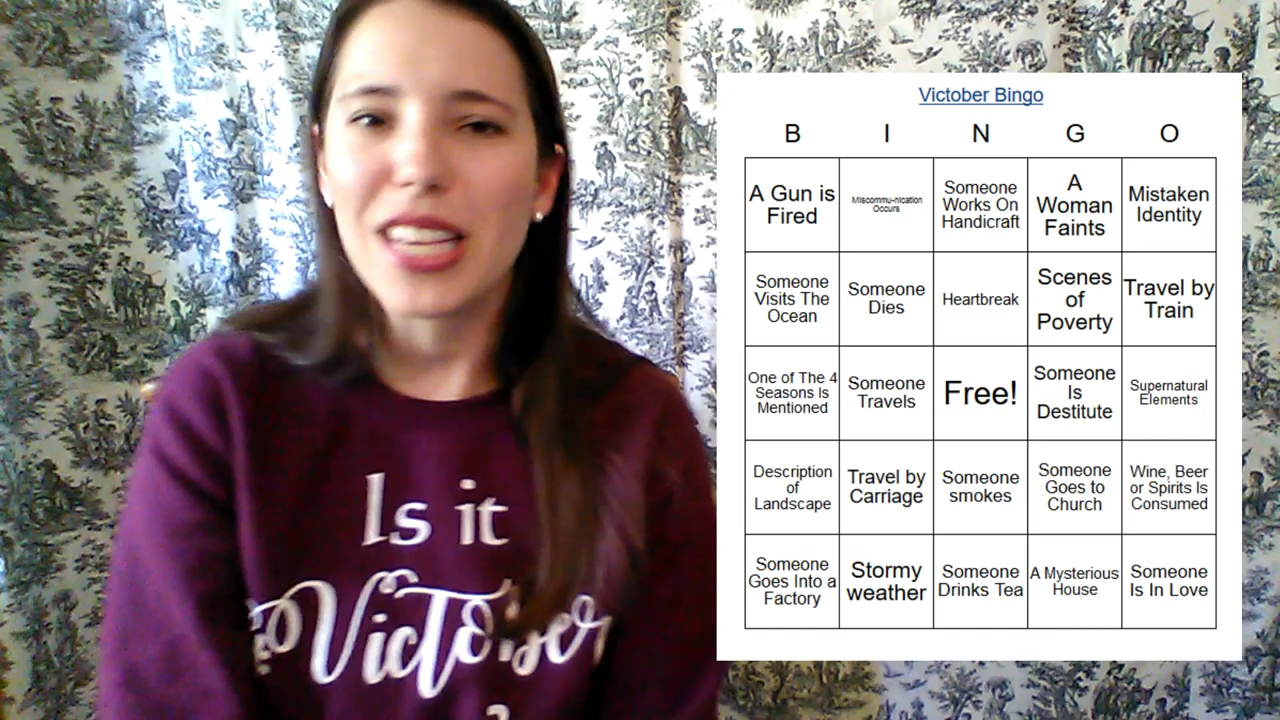 Victober Bingo
B I N G O
A Gun is
Fired
Miscommu-nication
Occurs
Someone
Works On
Handicraft
A
Woman
Faints
Mistaken
Identity
Someone
Visits The
Ocean
Someone
Dies
Heartbreak
Scenes
of
Poverty
Travel by
Train
One of The 4
Seasons Is
Mentioned
Someone
Travels
Free!
Someone
Is
Destitute
Supernatural
Elements
Description
of
Landscape
Travel by
Carriage
Someone
smokes
Someone
Goes to
Church
Wine, Beer
or Spirits Is
Consumed
Someone
Goes Into a
Factory
Stormy
weather
Someone
Drinks Tea
A Mysterious
House
Someone
Is In Love
Is it
Victober
?